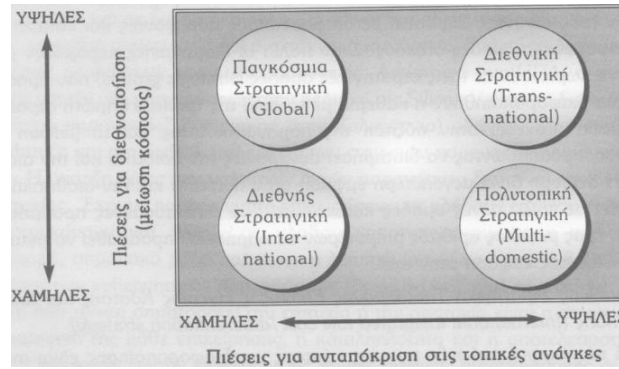 ΥΨΗΛΕΣ
Πιέσεις για διεθνοποίηση
(μείωση κόστους)
ΧΑΜΗΛΕΣ
Παγκόσμια
Στρατηγική
(Global)
Διεθνική
Στρατηγική
(Trans-
national)
Διεθνής
Στρατηγική
(Inter-
national)
Πολυεθνική
Στρατηγική
(Multi-
domestic)
ΧΑΜΗΛΕΣ
ΥΨΗΛΕΣ
Πιέσεις για ανταπόκριση στις τοπικές ανάγκες